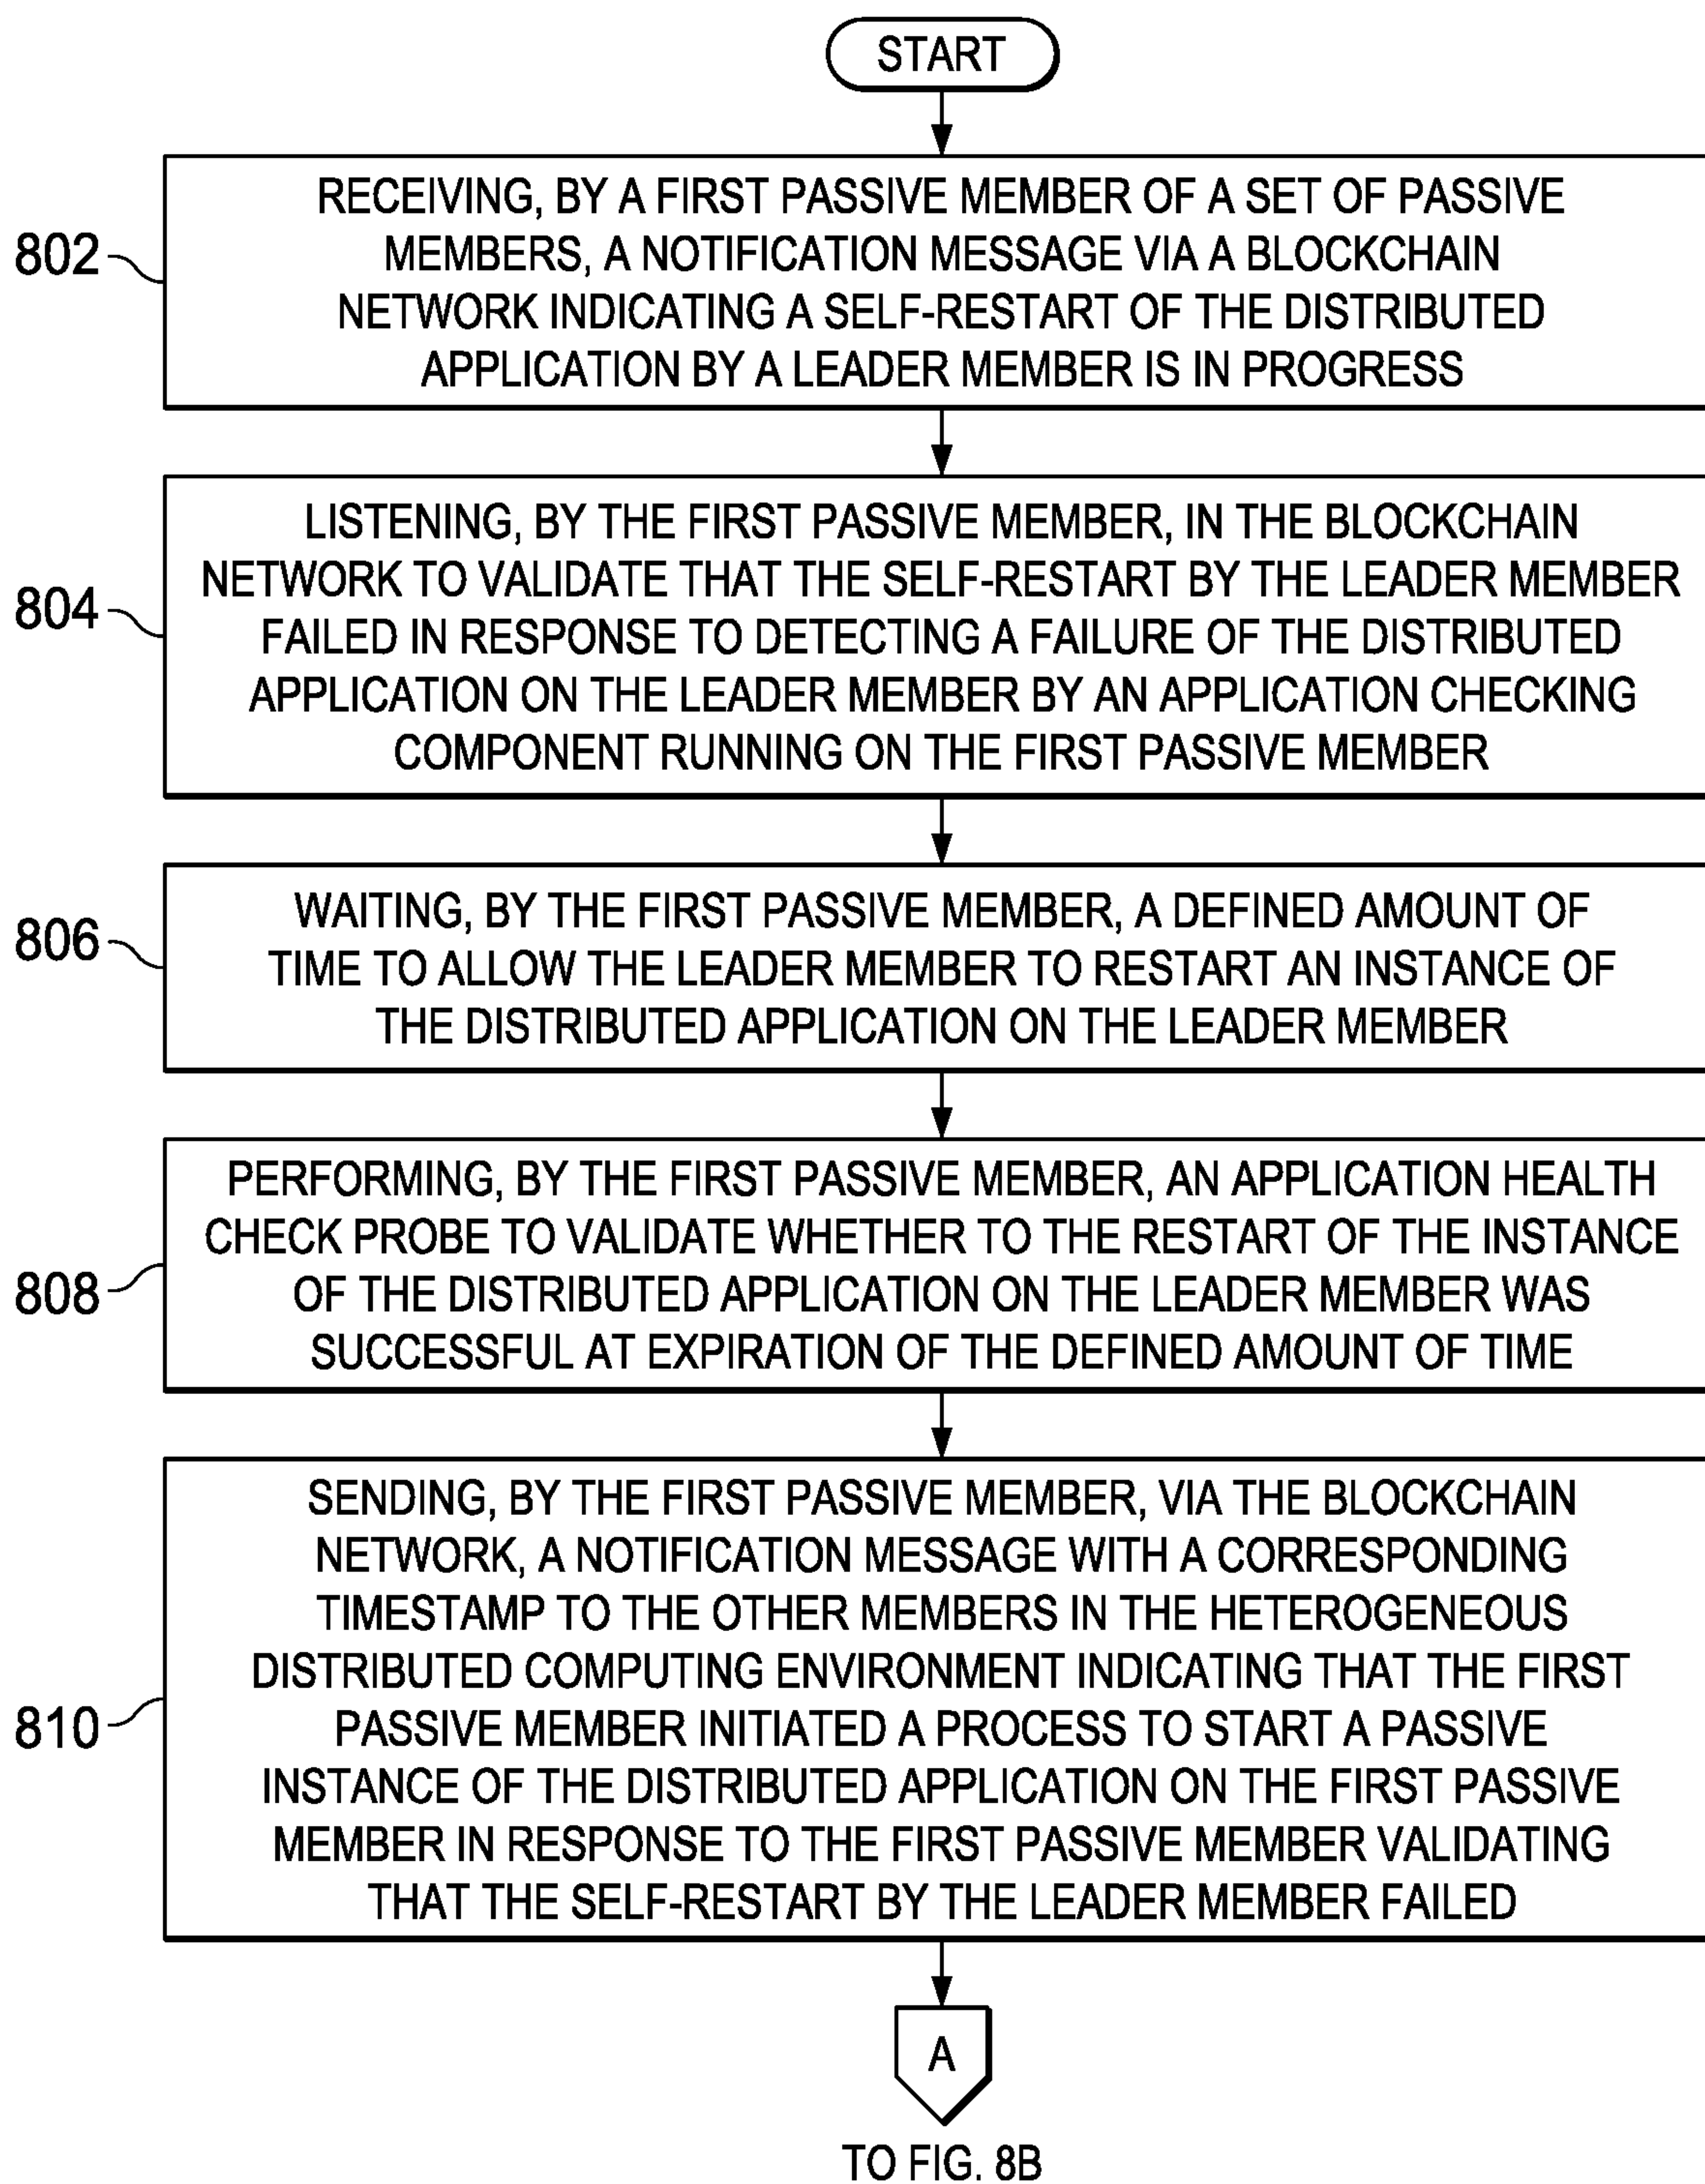 START
802
RECEIVING, BY A FIRST PASSIVE MEMBER OF A SET OF PASSIVE
MEMBERS, A NOTIFICATION MESSAGE VIA A BLOCKCHAIN
NETWORK INDICATING A SELF-RESTART OF THE DISTRIBUTED
APPLICATION BY A LEADER MEMBER IS IN PROGRESS
804
LISTENING, BY THE FIRST PASSIVE MEMBER, IN THE BLOCKCHAIN
NETWORK TO VALIDATE THAT THE SELF-RESTART BY THE LEADER MEMBER
FAILED IN RESPONSE TO DETECTING A FAILURE OF THE DISTRIBUTED
APPLICATION ON THE LEADER MEMBER BY AN APPLICATION CHECKING
COMPONENT RUNNING ON THE FIRST PASSIVE MEMBER
806
WAITING, BY THE FIRST PASSIVE MEMBER, A DEFINED AMOUNT OF
TIME TO ALLOW THE LEADER MEMBER TO RESTART AN INSTANCE OF
THE DISTRIBUTED APPLICATION ON THE LEADER MEMBER
808
PERFORMING, BY THE FIRST PASSIVE MEMBER, AN APPLICATION HEALTH
CHECK PROBE TO VALIDATE WHETHER TO THE RESTART OF THE INSTANCE
OF THE DISTRIBUTED APPLICATION ON THE LEADER MEMBER WAS
SUCCESSFUL AT EXPIRATION OF THE DEFINED AMOUNT OF TIME
810
SENDING, BY THE FIRST PASSIVE MEMBER, VIA THE BLOCKCHAIN
NETWORK, A NOTIFICATION MESSAGE WITH A CORRESPONDING
TIMESTAMP TO THE OTHER MEMBERS IN THE HETEROGENEOUS
DISTRIBUTED COMPUTING ENVIRONMENT INDICATING THAT THE FIRST
PASSIVE MEMBER INITIATED A PROCESS TO START A PASSIVE
INSTANCE OF THE DISTRIBUTED APPLICATION ON THE FIRST PASSIVE
MEMBER IN RESPONSE TO THE FIRST PASSIVE MEMBER VALIDATING
THAT THE SELF-RESTART BY THE LEADER MEMBER FAILED
A
TO FIG. 8B